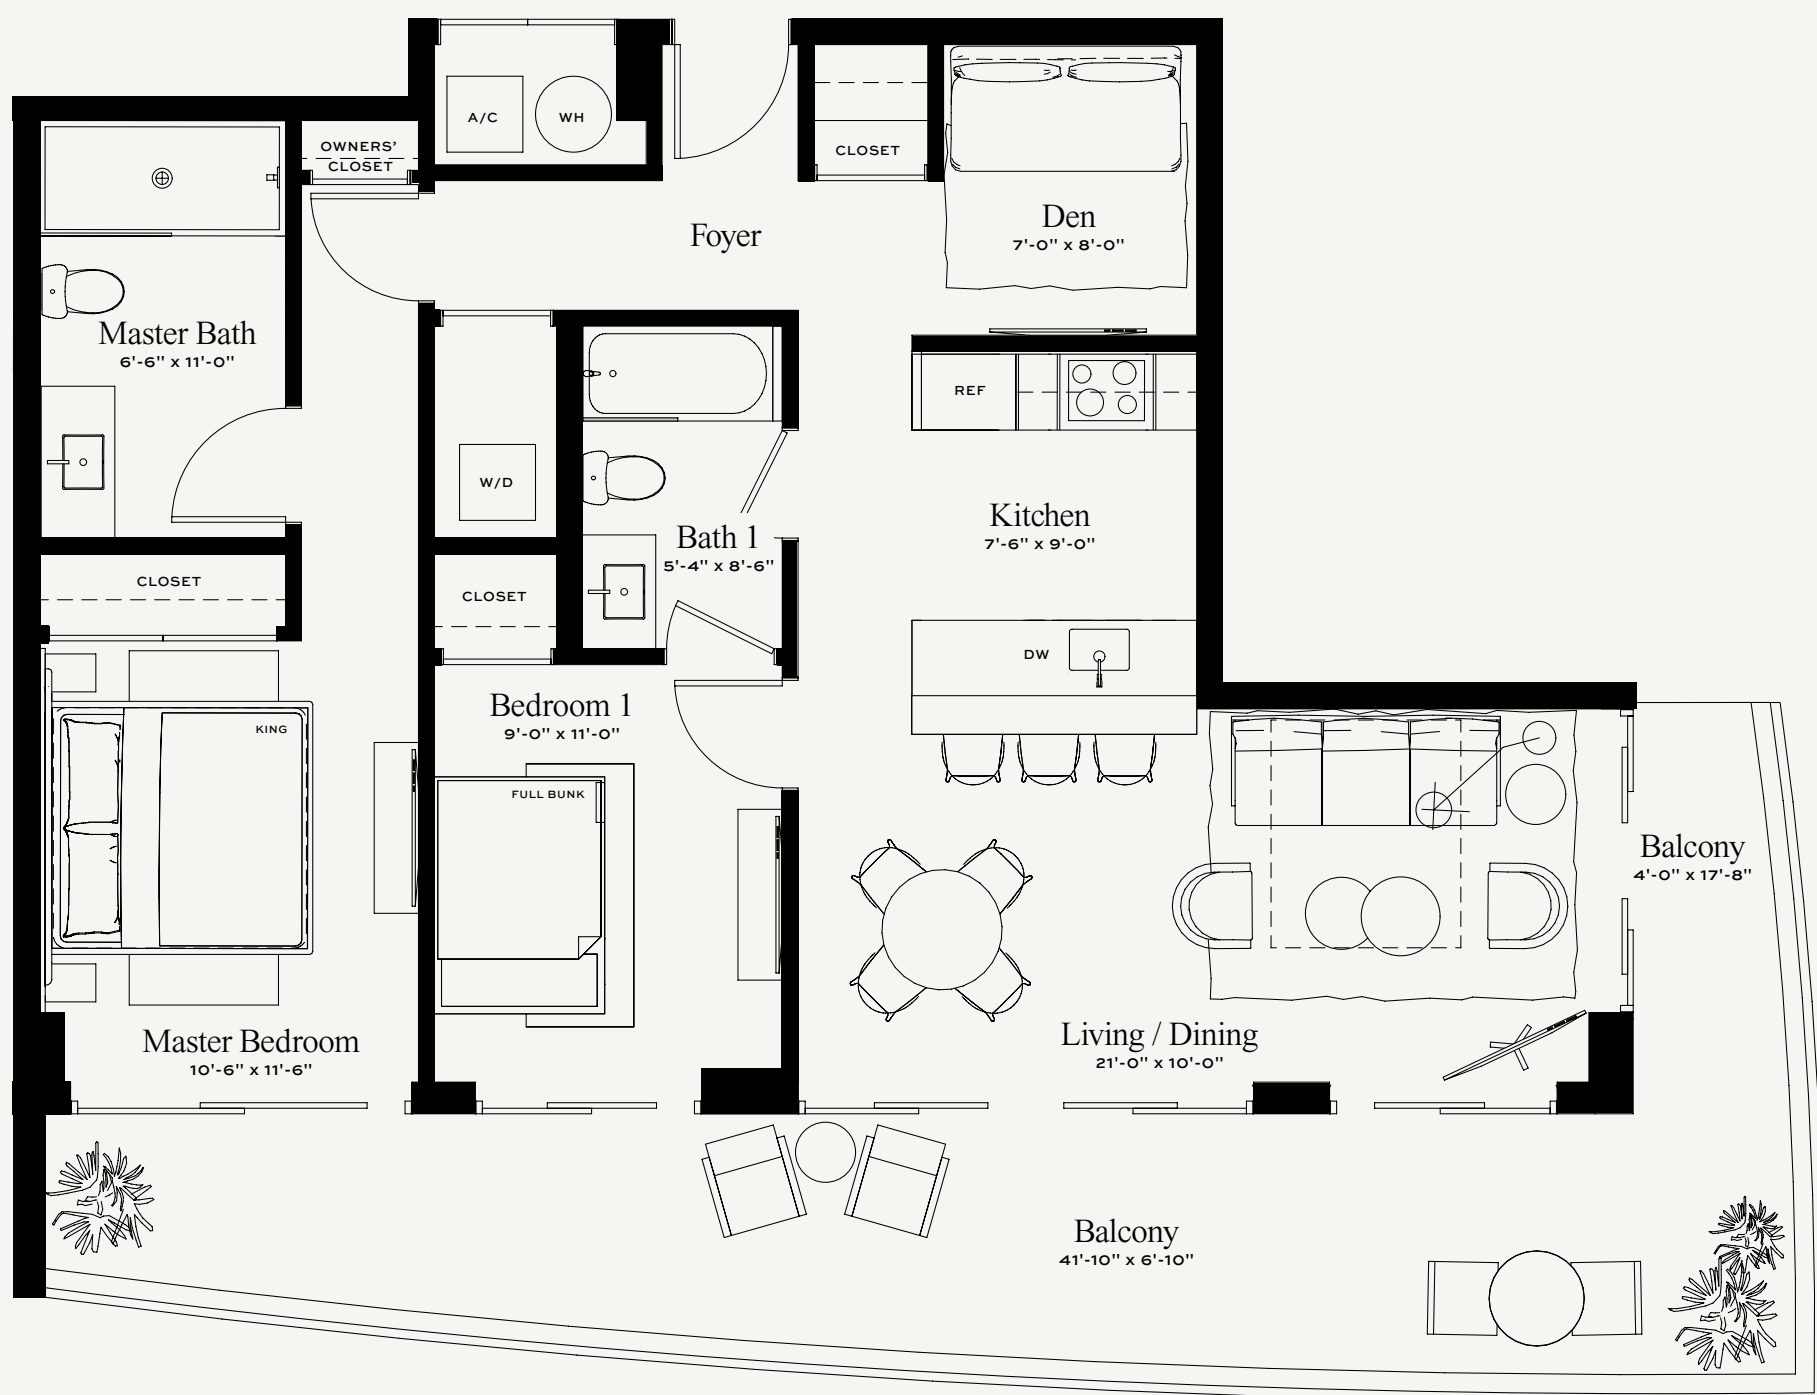 A/C
WH
OWNERS'
CLOSET
CLOSET
Den
7'-0" x 8'-0"
Foyer
Master Bath
6'-6" x 11'-0"
REF
W/D
Kitchen
7'-6" x 9'-0"
Bath 1
5'-4" x 8'-6"
CLOSET
CLOSET
DW
Bedroom 1
9'-0" x 11'-0"
KING
FULL BUNK
Balcony
4'-0" x 17'-8"
Master Bedroom
10'-6" x 11'-6"
Living / Dining
21'-0" x 10'-0"
Balcony
41'-10" x 6'-10"